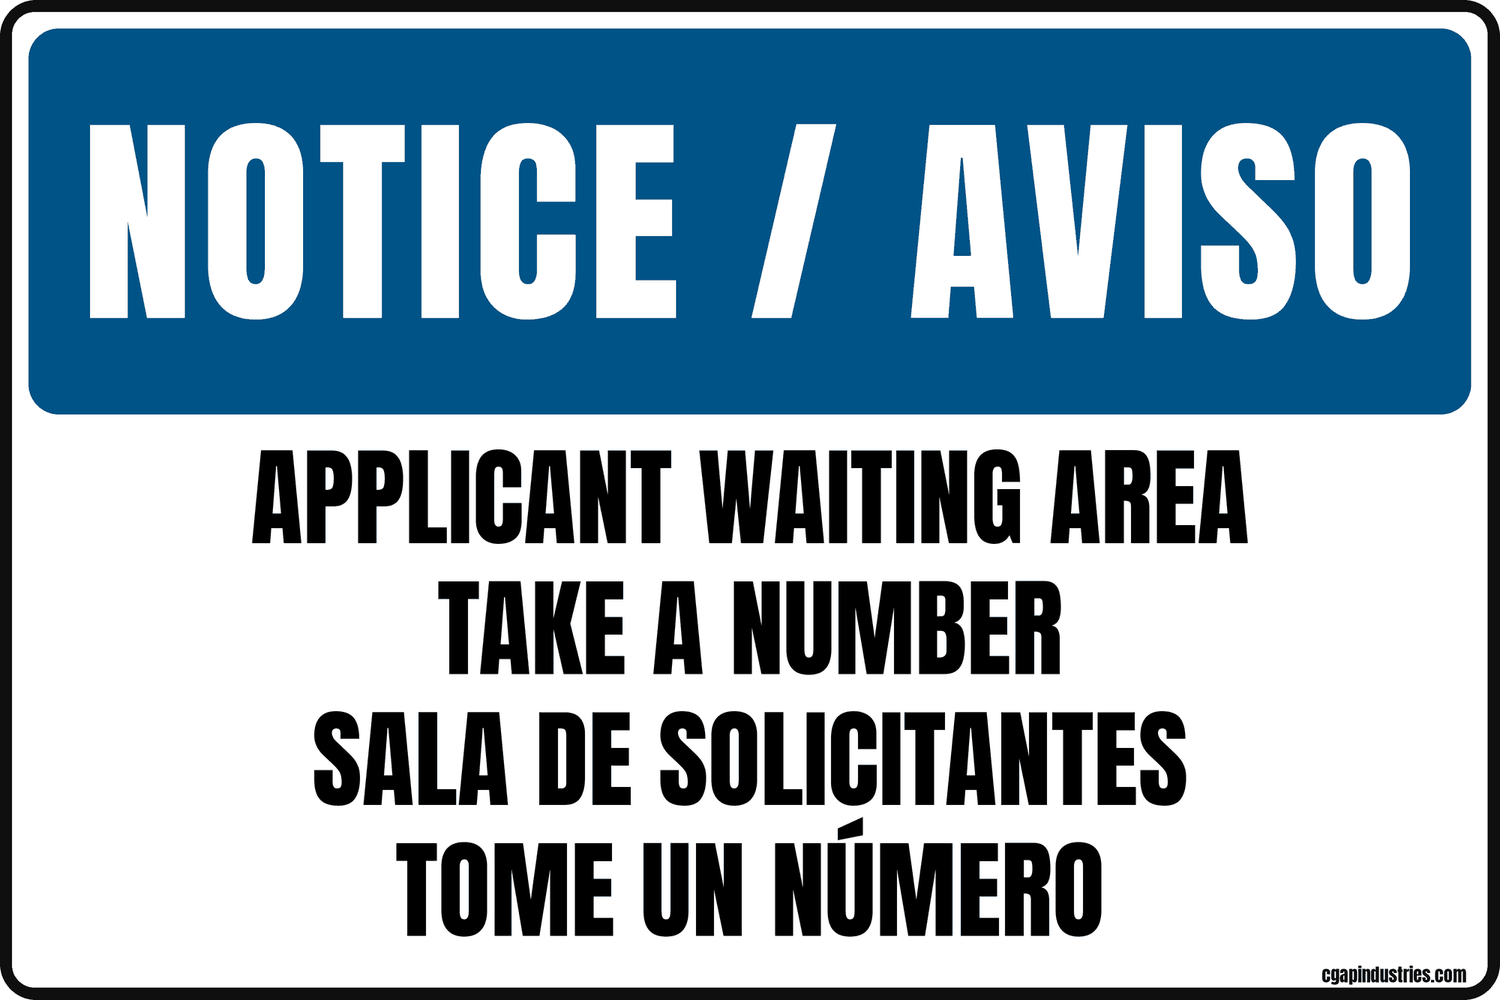 NOTICE / AVISO
APPLICANT WAITING AREA
TAKE A NUMBER
SALA DE SOLICITANTES
TOME UN NÚMERO
cgapindustries.com